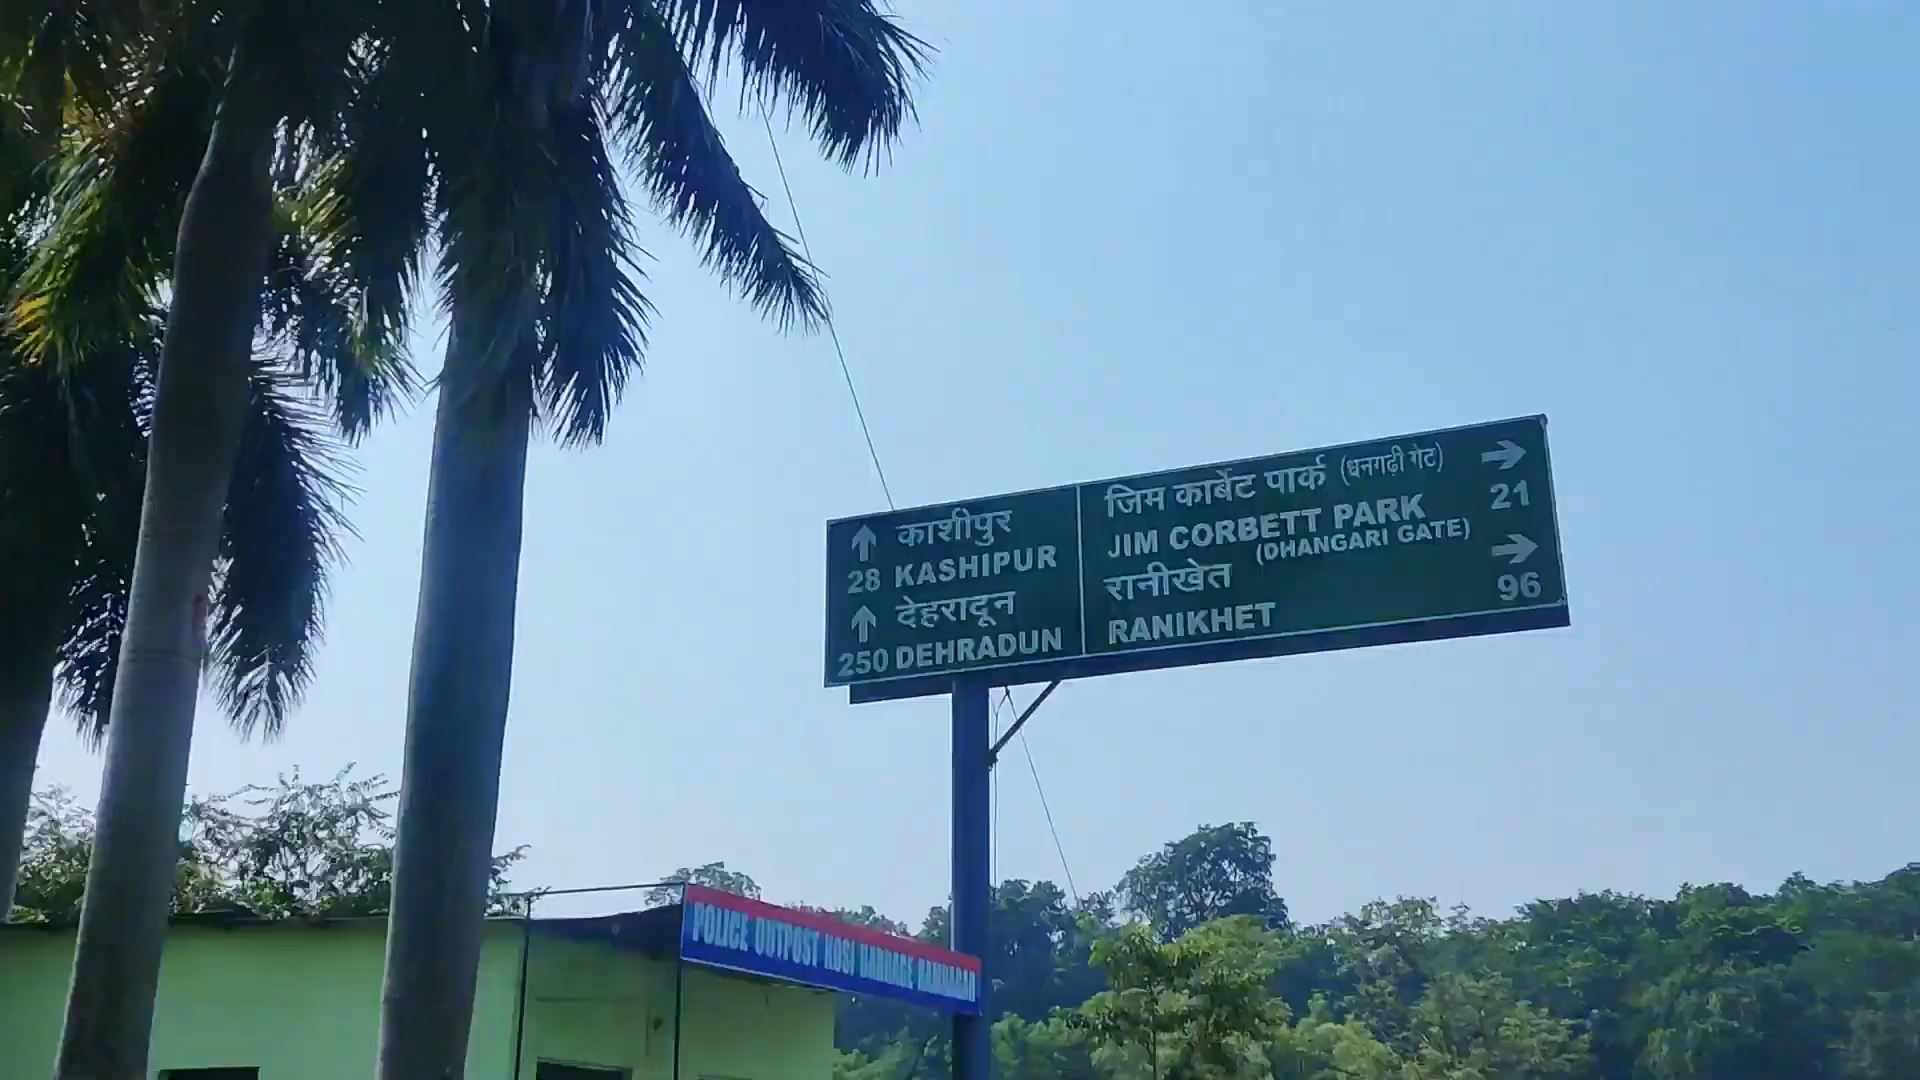 काशीपुर
28 KASHIPUR
देहरादून
250 DEHRADUN
जिम कार्बेट पार्क (धनगढ़ी गेट)
JIM CORBETT PARK
(DHANGARI GATE)
21
रानीखेत
RANIKHET
96
POLICE OUTPOST KOSI BARRAGE RAMNAGAR